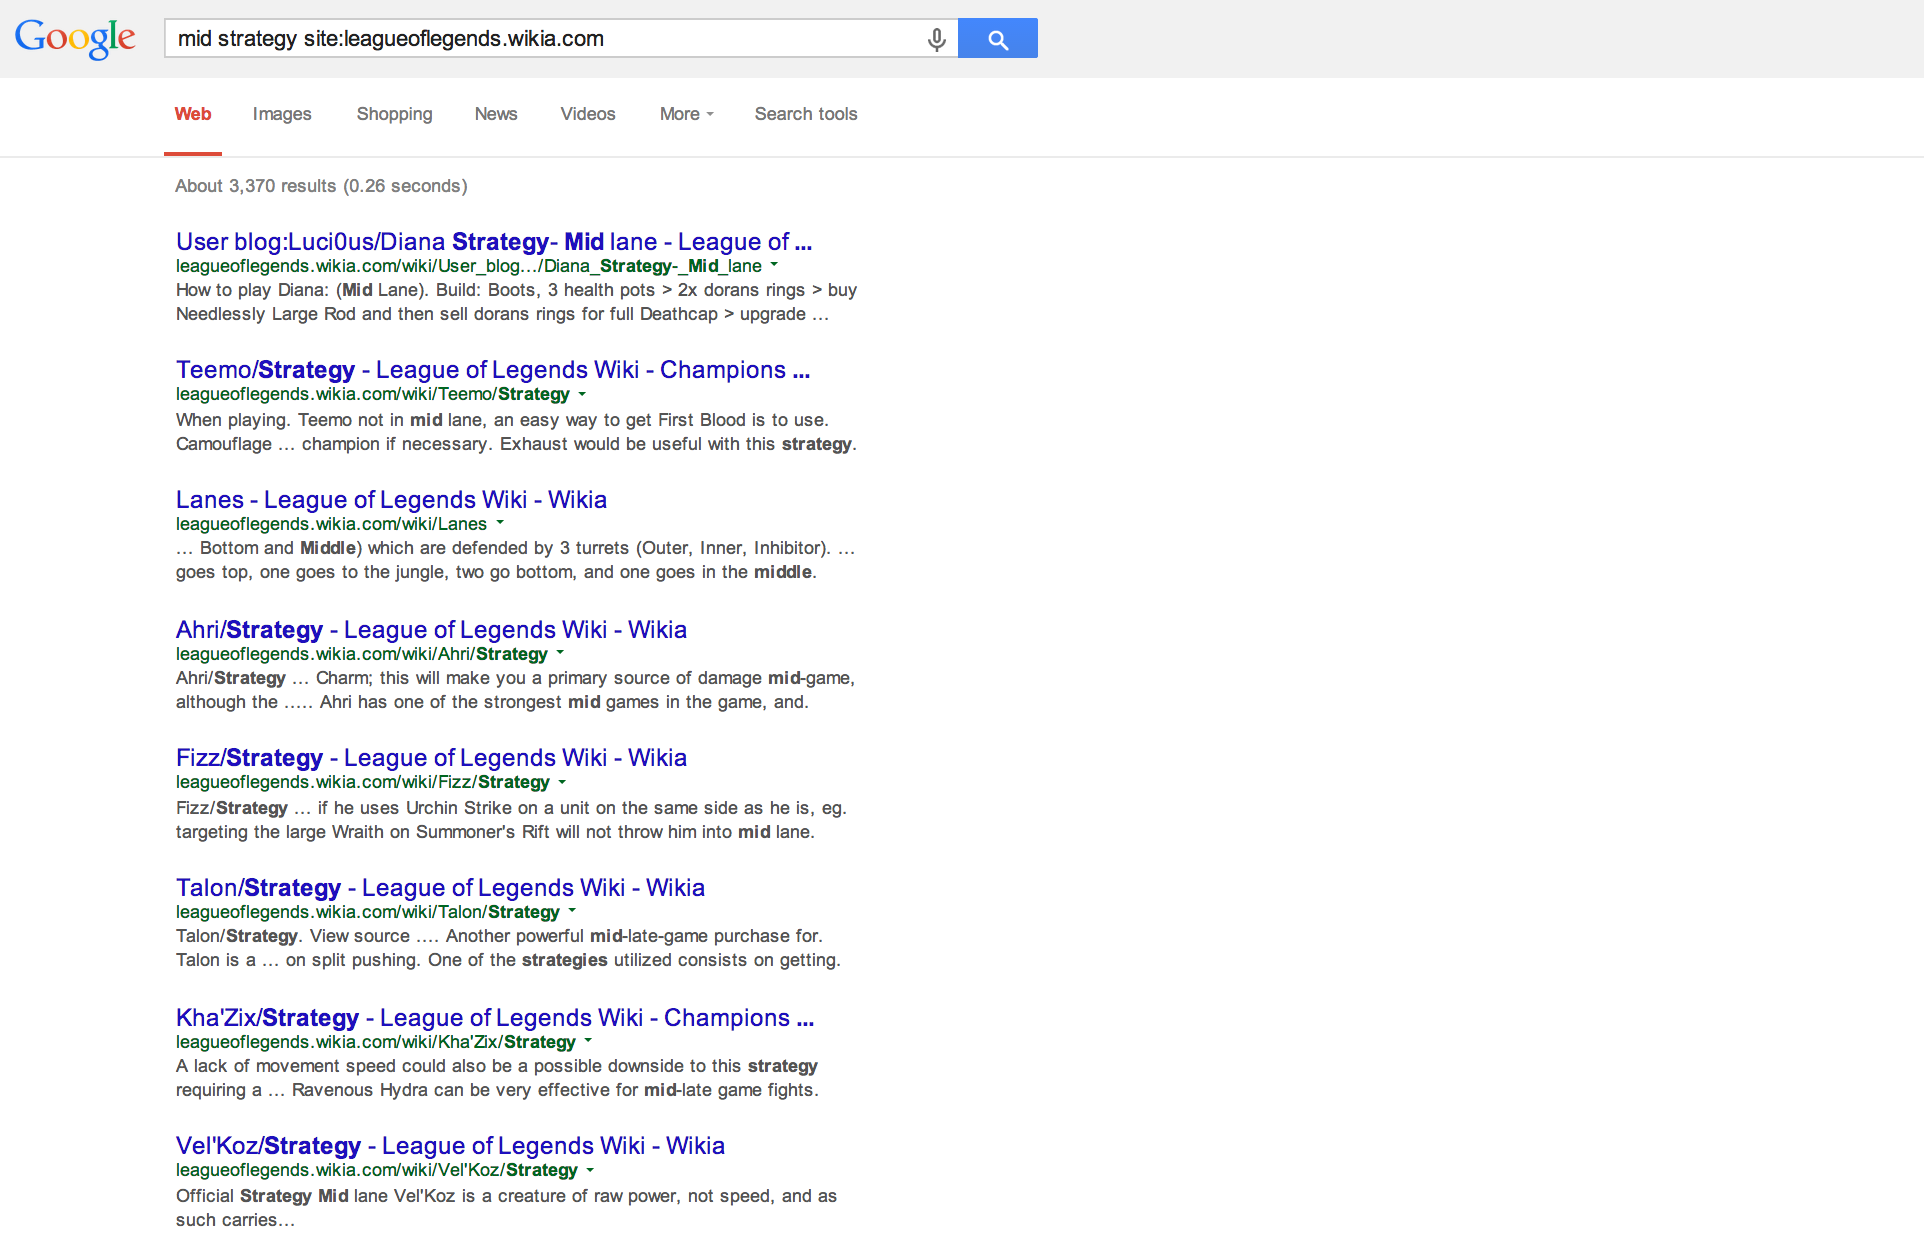 Google
mid strategy site:leagueoflegends.wikia.com
Web Images Shopping News Videos More Search tools
About 3,370 results (0.26 seconds)
User blog:Luci0us/Diana Strategy- Mid lane - League of ...
leagueoflegends.wikia.com/wiki/User_blog.../Diana_Strategy-_Mid_lane
How to play Diana: (Mid Lane). Build: Boots, 3 health pots > 2x dorans rings > buy
Needlessly Large Rod and then sell dorans rings for full Deathcap > upgrade ...
Teemo/Strategy - League of Legends Wiki - Champions ...
leagueoflegends.wikia.com/wiki/Teemo/Strategy
When playing. Teemo not in mid lane, an easy way to get First Blood is to use.
Camouflage ... champion if necessary. Exhaust would be useful with this strategy.
Lanes - League of Legends Wiki - Wikia
leagueoflegends.wikia.com/wiki/Lanes
... Bottom and Middle) which are defended by 3 turrets (Outer, Inner, Inhibitor). ...
goes top, one goes to the jungle, two go bottom, and one goes in the middle.
Ahri/Strategy - League of Legends Wiki - Wikia
leagueoflegends.wikia.com/wiki/Ahri/Strategy
Ahri/Strategy ... Charm; this will make you a primary source of damage mid-game,
although the ..... Ahri has one of the strongest mid games in the game, and.
Fizz/Strategy - League of Legends Wiki - Wikia
leagueoflegends.wikia.com/wiki/Fizz/Strategy
Fizz/Strategy ... if he uses Urchin Strike on a unit on the same side as he is, eg.
targeting the large Wraith on Summoner's Rift will not throw him into mid lane.
Talon/Strategy - League of Legends Wiki - Wikia
leagueoflegends.wikia.com/wiki/Talon/Strategy
Talon/Strategy. View source .... Another powerful mid-late-game purchase for.
Talon is a ... on split pushing. One of the strategies utilized consists on getting.
Kha'Zix/Strategy - League of Legends Wiki - Champions ...
leagueoflegends.wikia.com/wiki/Kha'Zix/Strategy
A lack of movement speed could also be a possible downside to this strategy
requiring a ... Ravenous Hydra can be very effective for mid-late game fights.
Vel'Koz/Strategy - League of Legends Wiki - Wikia
leagueoflegends.wikia.com/wiki/Vel'Koz/Strategy
Official Strategy Mid lane Vel'Koz is a creature of raw power, not speed, and as
such carries...